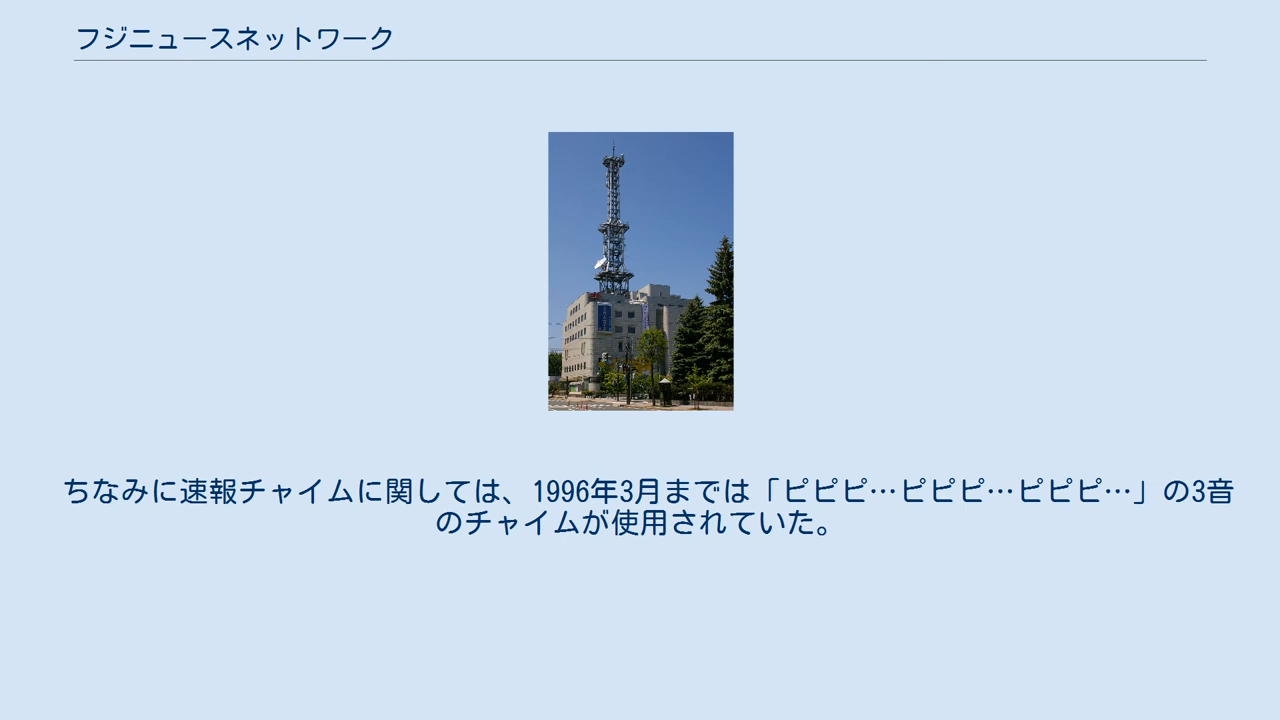 フジニュースネットワーク
ちなみに速報チャイムに関しては、1996年3月までは「ピピピ…ピピピ…ピピピ…」の3音
のチャイムが使用されていた。